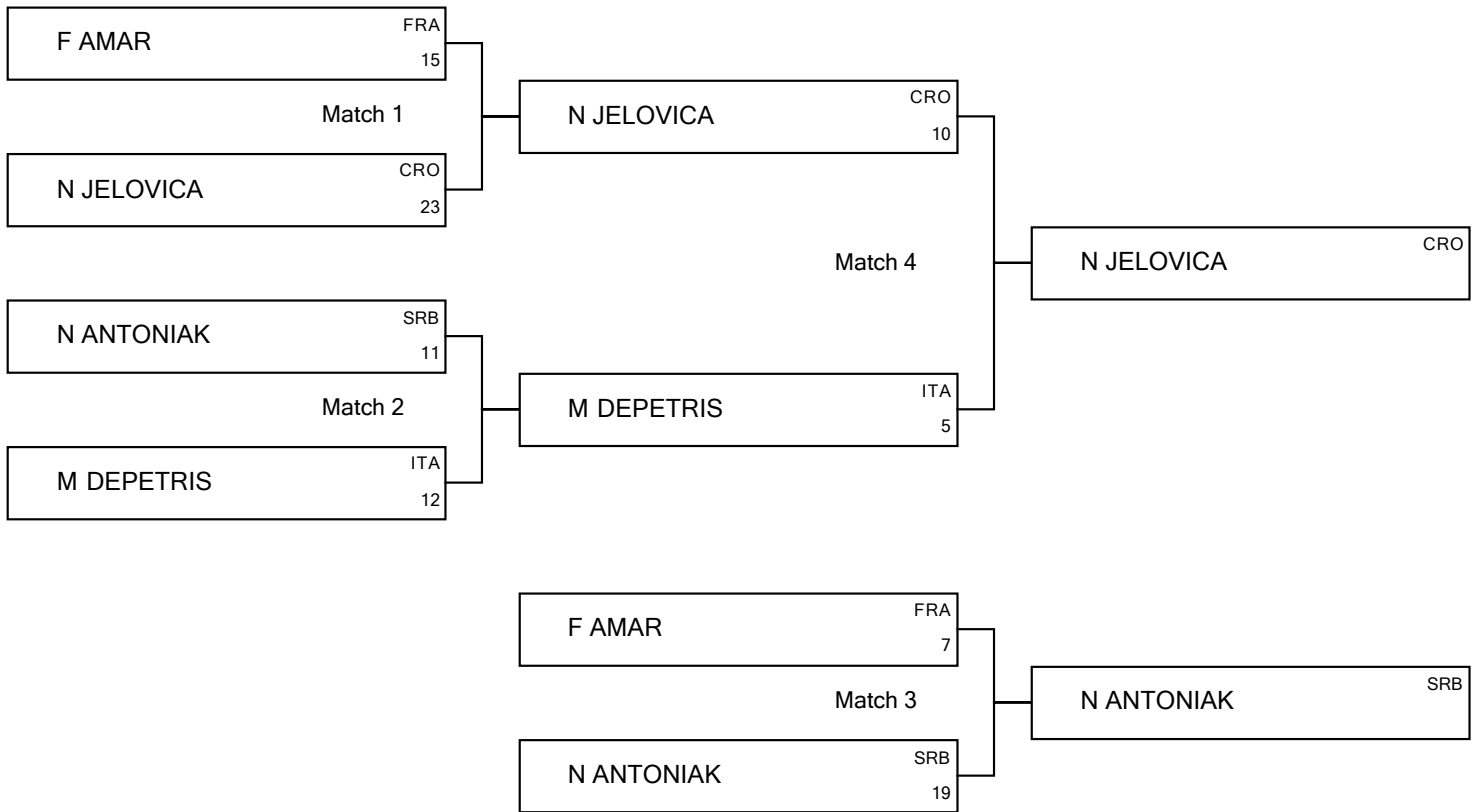 F AMAR
FRA
15
Match 1
N JELOVICA
CRO
23
N JELOVICA
CRO
10
N ANTONIAK
SRB
11
Match 2
M DEPETRIS
ITA
12
M DEPETRIS
ITA
5
Match 4
N JELOVICA
CRO
F AMAR
FRA
7
Match 3
N ANTONIAK
SRB
19
N ANTONIAK
SRB